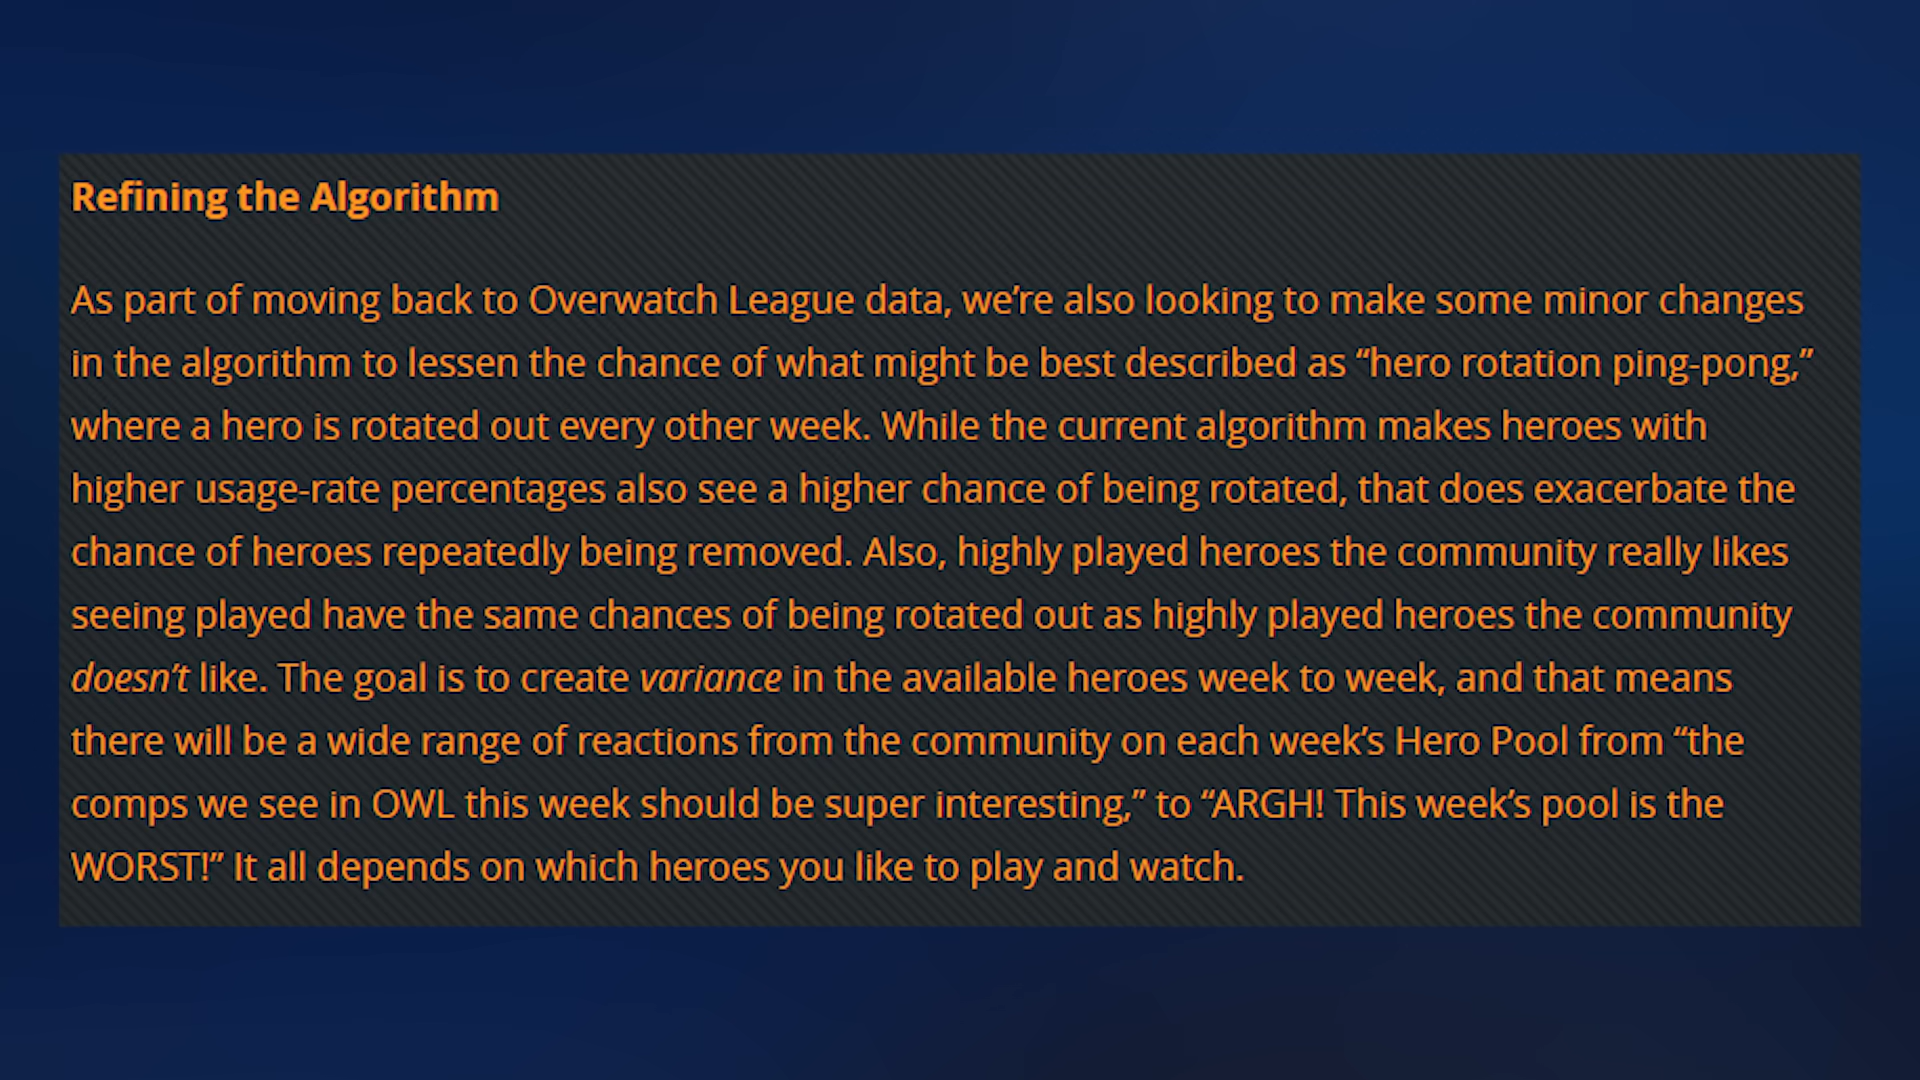 Refining the Algorithm
As part of moving back to Overwatch League data, we’re also looking to make some minor changes
in the algorithm to lessen the chance of what might be best described as “hero rotation ping-pong,”
where a hero is rotated out every other week. While the current algorithm makes heroes with
higher usage-rate percentages also see a higher chance of being rotated, that does exacerbate the
chance of heroes repeatedly being removed. Also, highly played heroes the community really likes
seeing played have the same chances of being rotated out as highly played heroes the community
doesn’t like. The goal is to create variance in the available heroes week to week, and that means
there will be a wide range of reactions from the community on each week’s Hero Pool from “the
comps we see in OWL this week should be super interesting,” to “ARGH! This week’s pool is the
WORST!” It all depends on which heroes you like to play and watch.